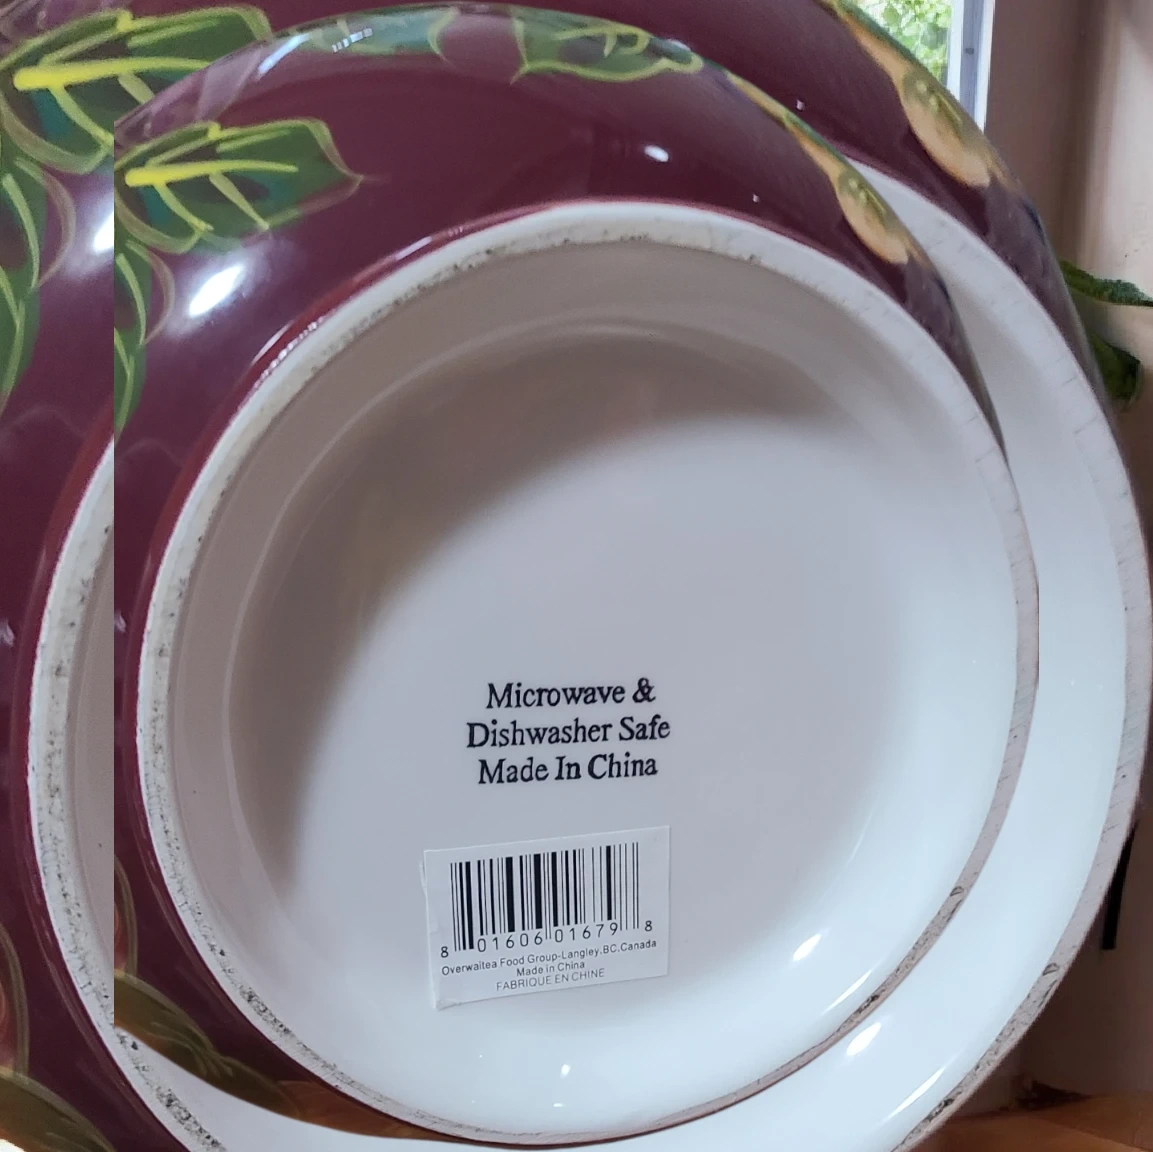 Microwave &
Dishwasher Safe
Made In China
8 01606 01679 8
Overwaitea Food Group-Langley.BC.Canada
Made in China
FABRIQUE EN CHINE